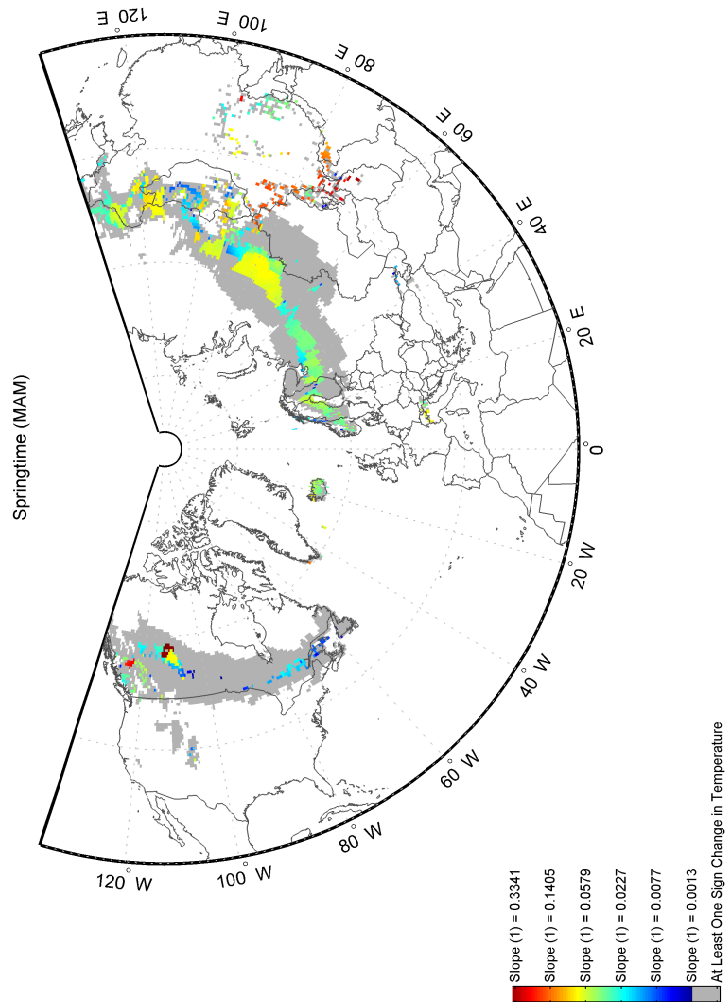 Springtime (MAM)
120 E
100 E
80 E
60 E
40 E
20 E
0
20 W
40 W
60 W
80 W
100 W
120 W
Slope (1) = 0.3341
Slope (1) = 0.1405
Slope (1) = 0.0579
Slope (1) = 0.0227
Slope (1) = 0.0077
Slope (1) = 0.0013
At Least One Sign Change in Temperature